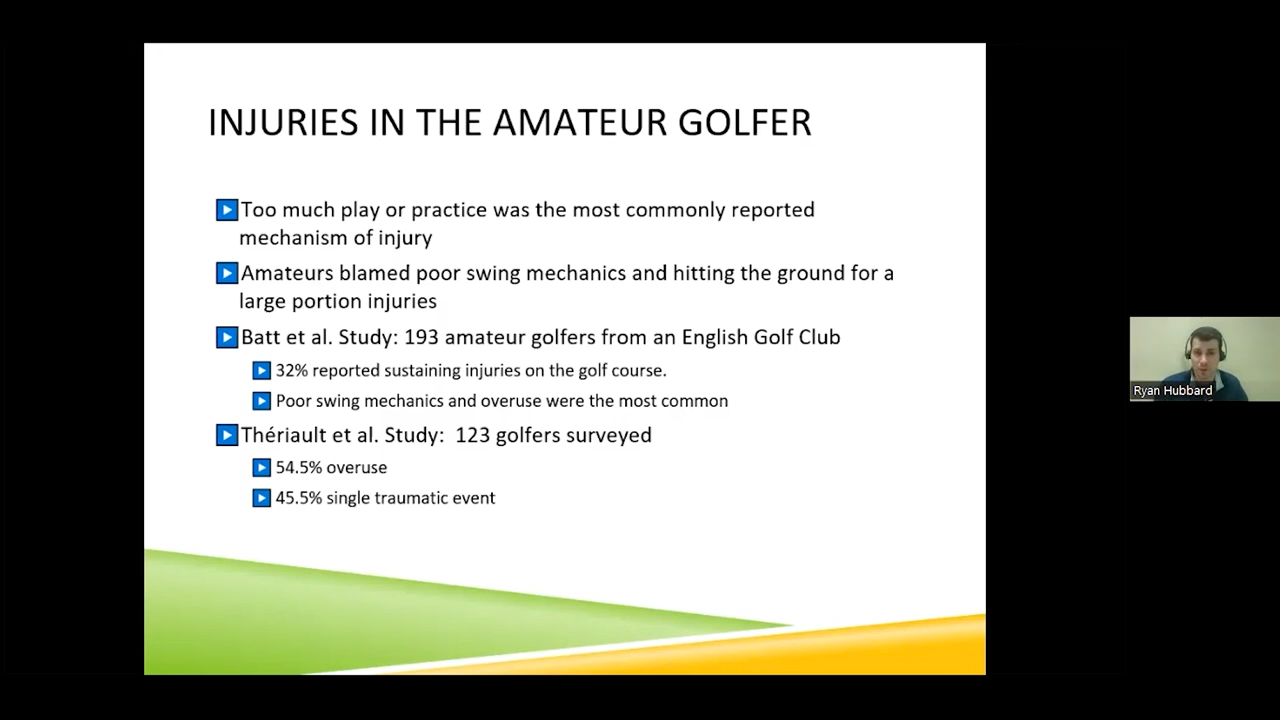 INJURIES IN THE AMATEUR GOLFER
Too much play or practice was the most commonly reported
mechanism of injury
Amateurs blamed poor swing mechanics and hitting the ground for a
large portion injuries
Batt et al. Study: 193 amateur golfers from an English Golf Club
32% reported sustaining injuries on the golf course.
Poor swing mechanics and overuse were the most common
Thériault et al. Study:  123 golfers surveyed
54.5% overuse
45.5% single traumatic event
Ryan Hubbard